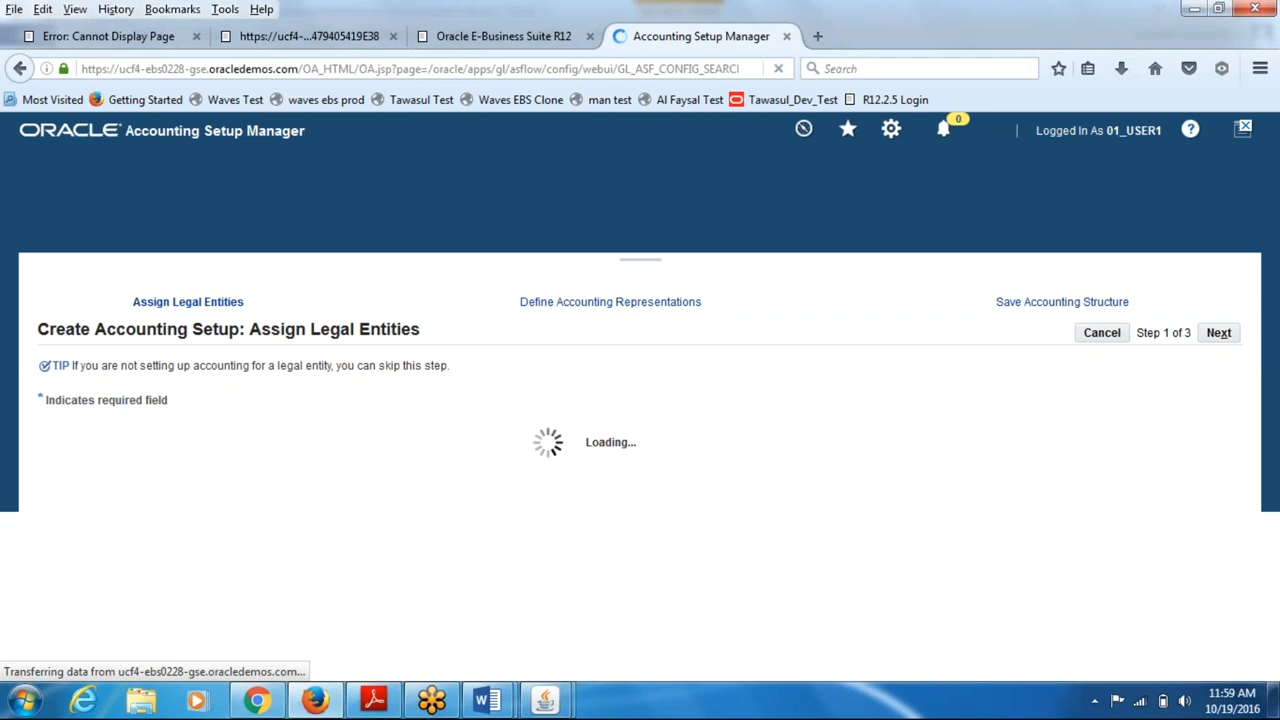 File Edit View History Bookmarks Tools Help
Error: Cannot Display Page
https://ucf4-...479405419E38
Oracle E-Business Suite R12
Accounting Setup Manager
https://ucf4-ebs0228-gse.oracledemos.com/OA_HTML/OA.jsp?page=/oracle/apps/gl/asflow/config/webui/GL_ASF_CONFIG_SEARCI
Search
Most Visited Getting Started Waves Test waves ebs prod Tawasul Test Waves EBS Clone man test Al Faysal Test Tawasul_Dev_Test R12.2.5 Login
ORACLE Accounting Setup Manager
0
Logged In As 01_USER1
?
Assign Legal Entities Define Accounting Representations Save Accounting Structure
Create Accounting Setup: Assign Legal Entities
Cancel Step 1 of 3 Next
TIP If you are not setting up accounting for a legal entity, you can skip this step.
* Indicates required field
Loading...
Transferring data from ucf4-ebs0228-gse.oracledemos.com...
11:59 AM
10/19/2016